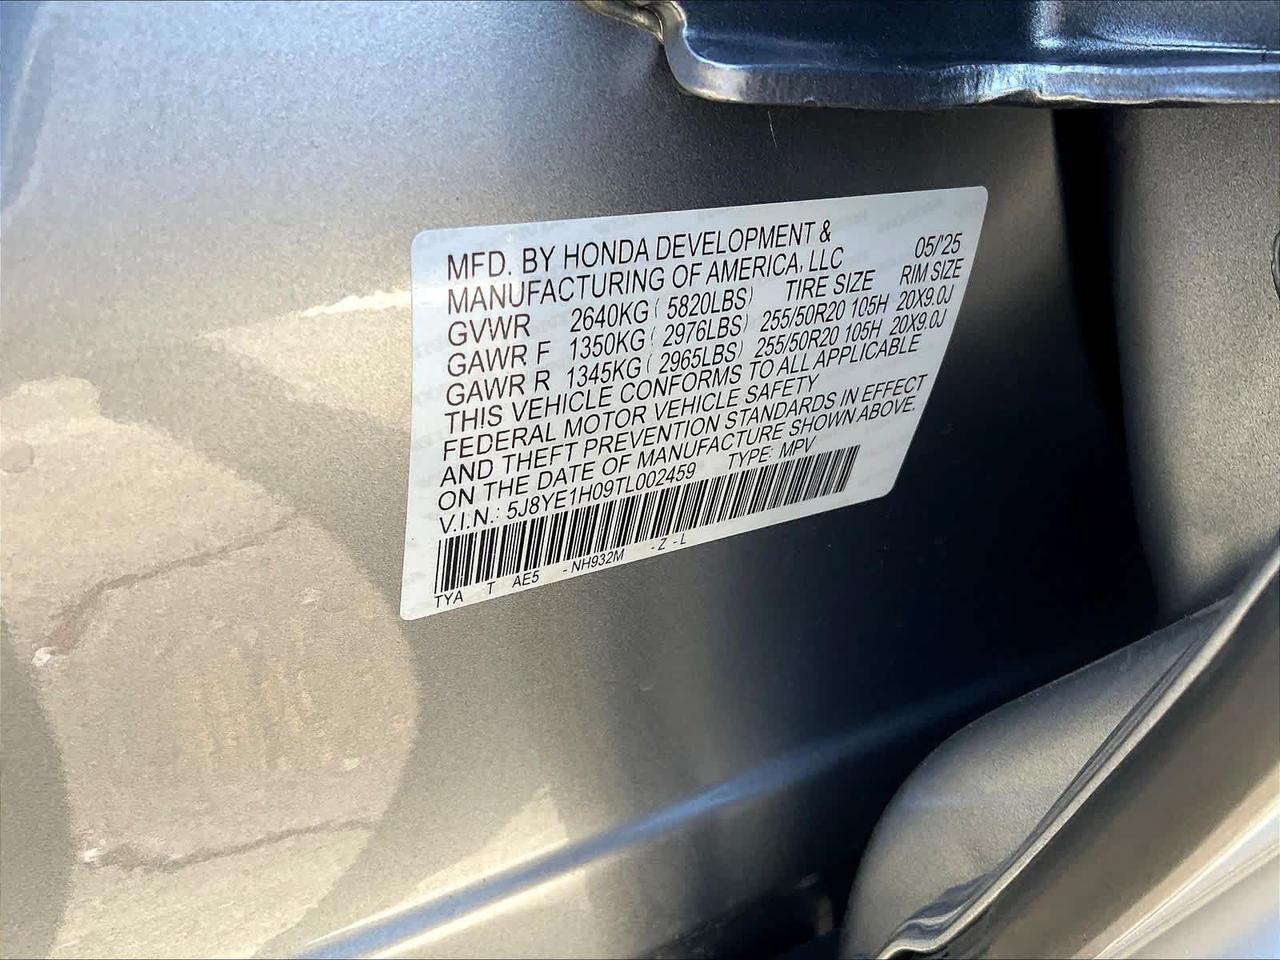 MFD. BY HONDA DEVELOPMENT &
MANUFACTURING OF AMERICA, LLC 05/'25
GVWR 2640KG ( 5820LBS) TIRE SIZE RIM SIZE
GAWR F 1350KG ( 2976LBS) 255/50R20 105H 20X9.0J
GAWR R 1345KG ( 2965LBS) 255/50R20 105H 20X9.0J
THIS VEHICLE CONFORMS TO ALL APPLICABLE
FEDERAL MOTOR VEHICLE SAFETY
AND THEFT PREVENTION STANDARDS IN EFFECT
ON THE DATE OF MANUFACTURE SHOWN ABOVE.
V.I.N.: 5J8YE1H09TL002459 TYPE: MPV
TYA T AE5 - NH932M - Z - L